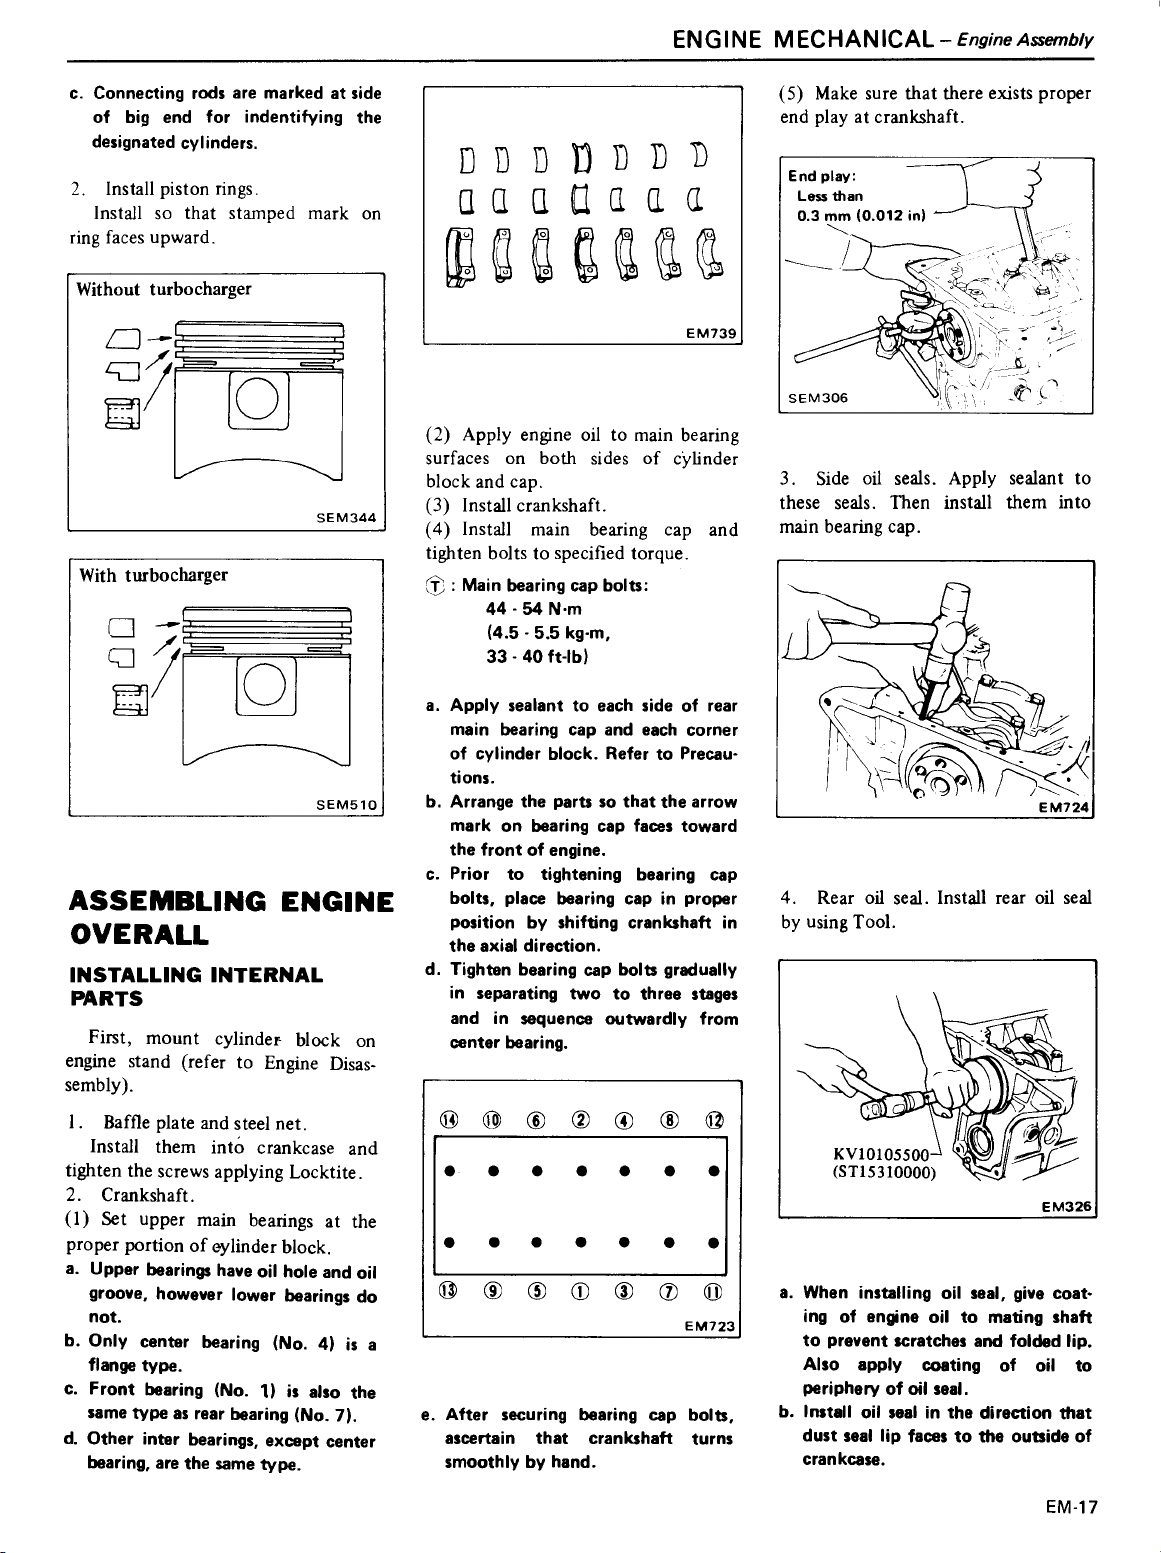 ENGINE MECHANICAL – Engine Assembly
c. Connecting rods are marked at side
of big end for indentifying the
designated cylinders.
2. Install piston rings.
Install so that stamped mark on
ring faces upward.
Without turbocharger
SEM344
With turbocharger
SEM510
ASSEMBLING ENGINE
OVERALL
INSTALLING INTERNAL
PARTS
First, mount cylinder block on
engine stand (refer to Engine Disas-
sembly).
1. Baffle plate and steel net.
Install them into crankcase and
tighten the screws applying Locktite.
2. Crankshaft.
(1) Set upper main bearings at the
proper portion of cylinder block.
a. Upper bearings have oil hole and oil
groove, however lower bearings do
not.
b. Only center bearing (No. 4) is a
flange type.
c. Front bearing (No. 1) is also the
same type as rear bearing (No. 7).
d. Other inter bearings, except center
bearing, are the same type.
EM739
(2) Apply engine oil to main bearing
surfaces on both sides of cylinder
block and cap.
(3) Install crankshaft.
(4) Install main bearing cap and
tighten bolts to specified torque.
Ⓣ : Main bearing cap bolts:
44 - 54 N·m
(4.5 - 5.5 kg-m,
33 - 40 ft-lb)
a. Apply sealant to each side of rear
main bearing cap and each corner
of cylinder block. Refer to Precau-
tions.
b. Arrange the parts so that the arrow
mark on bearing cap faces toward
the front of engine.
c. Prior to tightening bearing cap
bolts, place bearing cap in proper
position by shifting crankshaft in
the axial direction.
d. Tighten bearing cap bolts gradually
in separating two to three stages
and in sequence outwardly from
center bearing.
⑭ ⑩ ⑥ ② ④ ⑧ ⑫
⑬ ⑨ ⑤ ① ③ ⑦ ⑪
EM723
e. After securing bearing cap bolts,
ascertain that crankshaft turns
smoothly by hand.
(5) Make sure that there exists proper
end play at crankshaft.
End play:
Less than
0.3 mm (0.012 in)
SEM306
3. Side oil seals. Apply sealant to
these seals. Then install them into
main bearing cap.
EM724
4. Rear oil seal. Install rear oil seal
by using Tool.
KV10105500
(ST15310000)
EM326
a. When installing oil seal, give coat-
ing of engine oil to mating shaft
to prevent scratches and folded lip.
Also apply coating of oil to
periphery of oil seal.
b. Install oil seal in the direction that
dust seal lip faces to the outside of
crankcase.
EM-17